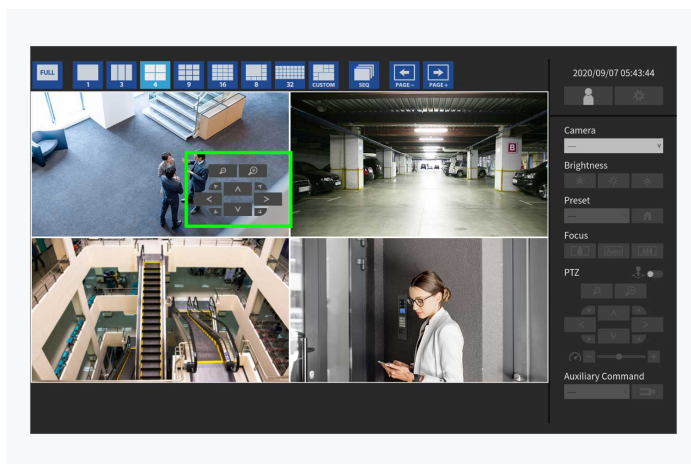 FULL
1
3
4
9
16
8
32
CUSTOM
SEQ
PAGE−
PAGE+
2020/09/07 05:43:44
B
Camera
---
Brightness
Preset
---
Focus
Auto
PTZ
Auxiliary Command
---